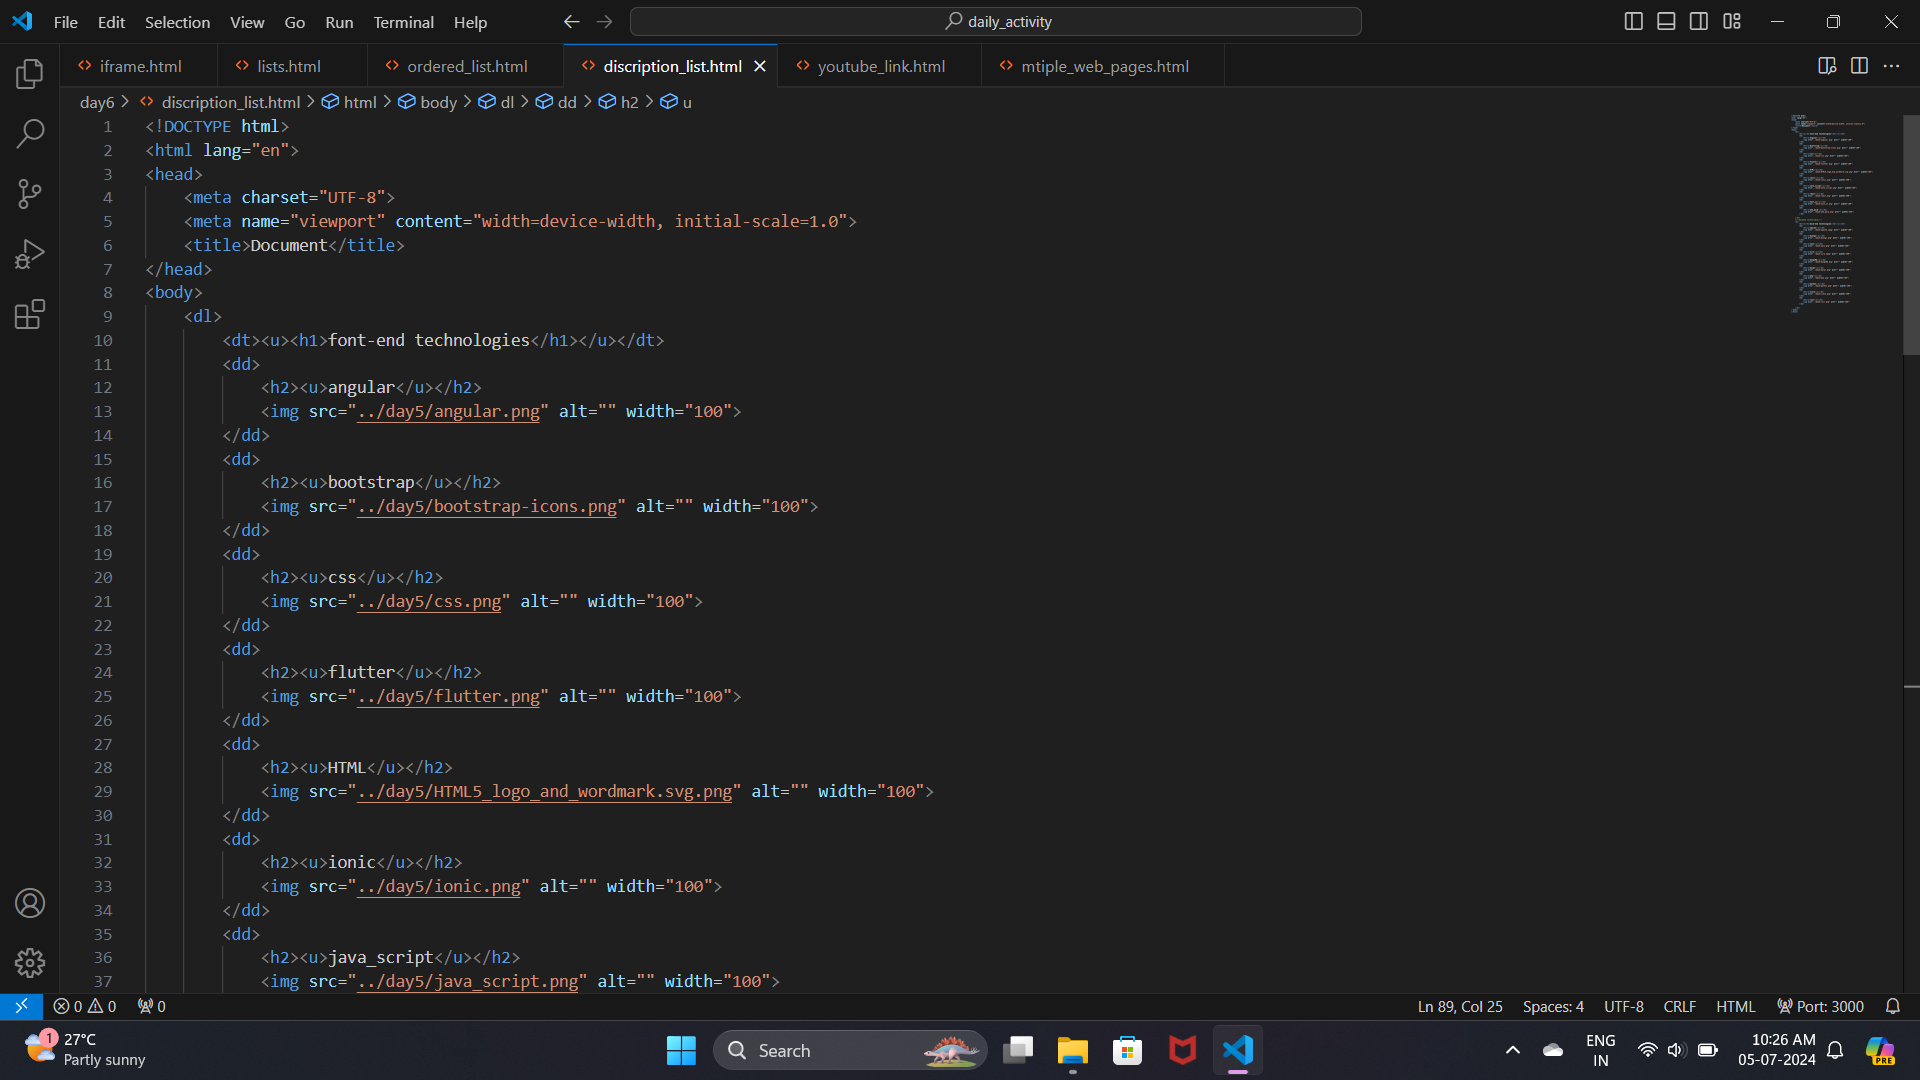 File Edit Selection View Go Run Terminal Help daily_activity
iframe.html lists.html ordered_list.html discription_list.html youtube_link.html mtiple_web_pages.html
day6 > discription_list.html > html > body > dl > dd > h2 > u
1 <!DOCTYPE html>
2 <html lang="en">
3 <head>
4 <meta charset="UTF-8">
5 <meta name="viewport" content="width=device-width, initial-scale=1.0">
6 <title>Document</title>
7 </head>
8 <body>
9 <dl>
10 <dt><u><h1>font-end technologies</h1></u></dt>
11 <dd>
12 <h2><u>angular</u></h2>
13 <img src="../day5/angular.png" alt="" width="100">
14 </dd>
15 <dd>
16 <h2><u>bootstrap</u></h2>
17 <img src="../day5/bootstrap-icons.png" alt="" width="100">
18 </dd>
19 <dd>
20 <h2><u>css</u></h2>
21 <img src="../day5/css.png" alt="" width="100">
22 </dd>
23 <dd>
24 <h2><u>flutter</u></h2>
25 <img src="../day5/flutter.png" alt="" width="100">
26 </dd>
27 <dd>
28 <h2><u>HTML</u></h2>
29 <img src="../day5/HTML5_logo_and_wordmark.svg.png" alt="" width="100">
30 </dd>
31 <dd>
32 <h2><u>ionic</u></h2>
33 <img src="../day5/ionic.png" alt="" width="100">
34 </dd>
35 <dd>
36 <h2><u>java_script</u></h2>
37 <img src="../day5/java_script.png" alt="" width="100">
0 0 0 Ln 89, Col 25 Spaces: 4 UTF-8 CRLF HTML Port: 3000
1 27°C
Partly sunny
Search
ENG
IN
10:26 AM
05-07-2024
PRE